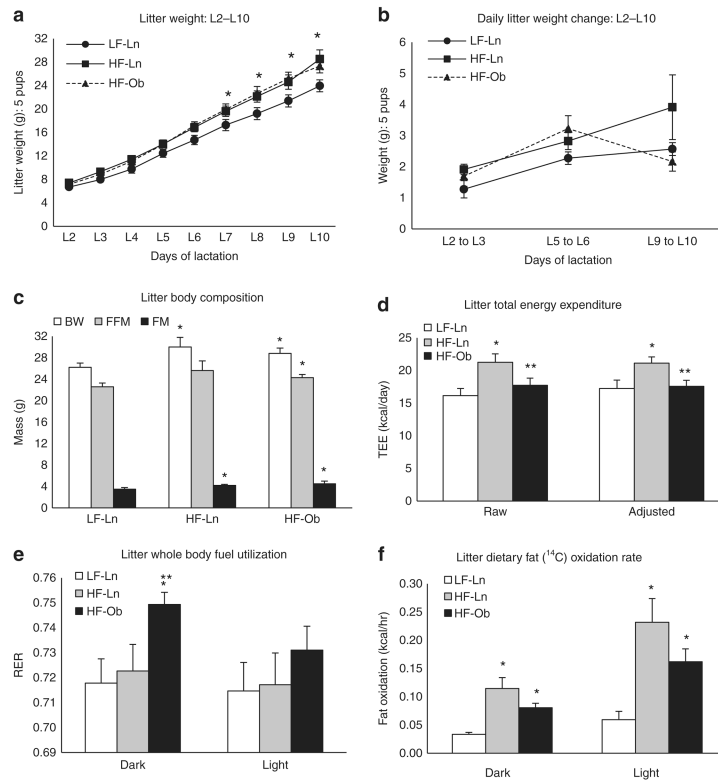 a
Litter weight: L2–L10
LF-Ln
HF-Ln
HF-Ob
Litter weight (g): 5 pups
32
28
24
20
16
12
8
4
0
* * * *
L2 L3 L4 L5 L6 L7 L8 L9 L10
Days of lactation
b
Daily litter weight change: L2–L10
LF-Ln
HF-Ln
HF-Ob
Weight (g): 5 pups
6
5
4
3
2
1
0
L2 to L3 L5 to L6 L9 to L10
Days of lactation
c
Litter body composition
BW FFM FM
Mass (g)
32
28
24
20
16
12
8
4
0
* * * * *
LF-Ln HF-Ln HF-Ob
d
Litter total energy expenditure
LF-Ln
HF-Ln
HF-Ob
TEE (kcal/day)
25
20
15
10
5
0
* ** * **
Raw Adjusted
e
Litter whole body fuel utilization
LF-Ln
HF-Ln
HF-Ob
RER
0.76
0.75
0.74
0.73
0.72
0.71
0.70
0.69
**
*
Dark Light
f
Litter dietary fat (¹⁴C) oxidation rate
LF-Ln
HF-Ln
HF-Ob
Fat oxidation (kcal/hr)
0.30
0.25
0.20
0.15
0.10
0.05
0.00
* * * *
Dark Light